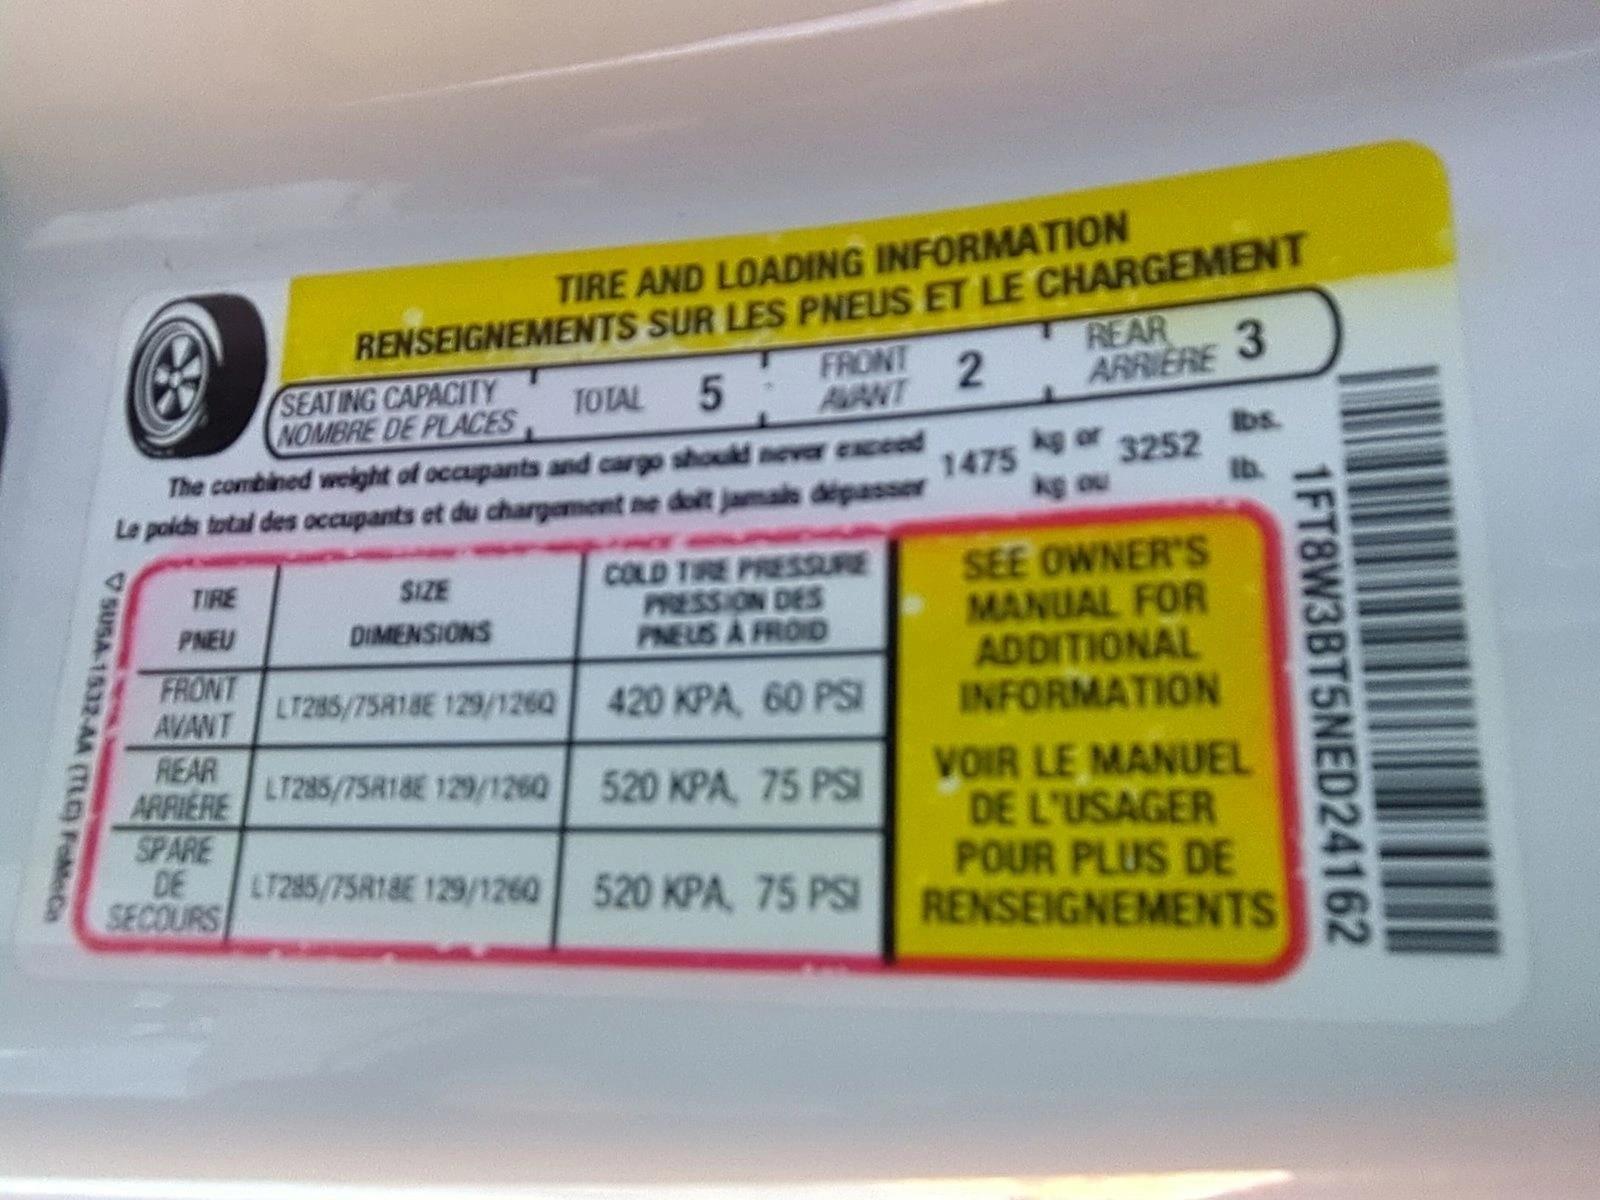 TIRE AND LOADING INFORMATION
RENSEIGNEMENTS SUR LES PNEUS ET LE CHARGEMENT
SEATING CAPACITY TOTAL 5 FRONT 2 REAR 3
NOMBRE DE PLACES AVANT ARRIÈRE
The combined weight of occupants and cargo should never exceed 1475 kg or 3252 lbs.
Le poids total des occupants et du chargement ne doit jamais dépasser kg ou lb.
TIRE SIZE COLD TIRE PRESSURE
PNEU DIMENSIONS PRESSION DES
PNEUS À FROID
FRONT
AVANT LT285/75R18E 129/126Q 420 KPA, 60 PSI
REAR
ARRIÈRE LT285/75R18E 129/126Q 520 KPA, 75 PSI
SPARE
DE
SECOURS LT285/75R18E 129/126Q 520 KPA, 75 PSI
SEE OWNER'S
MANUAL FOR
ADDITIONAL
INFORMATION
VOIR LE MANUEL
DE L'USAGER
POUR PLUS DE
RENSEIGNEMENTS
1FT8W3BT5NED24162